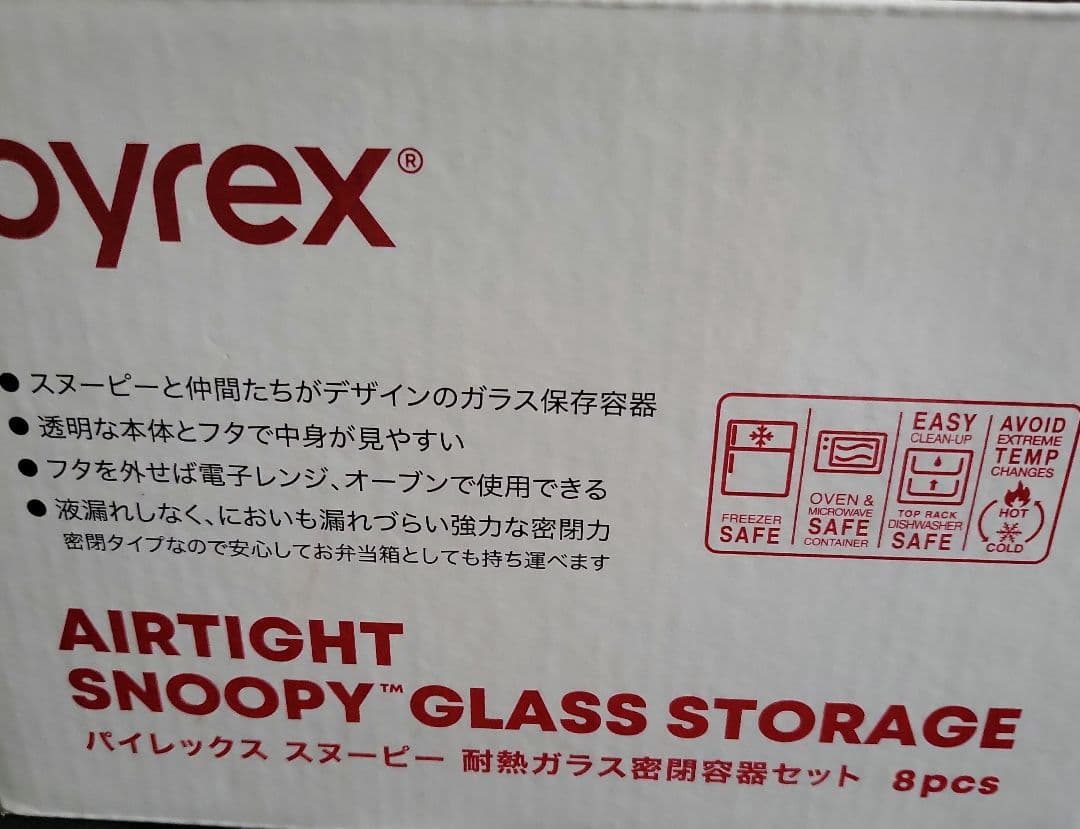 pyrex®
● スヌーピーと仲間たちがデザインのガラス保存容器
● 透明な本体とフタで中身が見やすい
● フタを外せば電子レンジ、オーブンで使用できる
● 液漏れしなく、においも漏れづらい強力な密閉力
密閉タイプなので安心してお弁当箱としても持ち運べます
FREEZER
SAFE
OVEN &
MICROWAVE
SAFE
CONTAINER
EASY
CLEAN-UP
TOP RACK
DISHWASHER
SAFE
AVOID
EXTREME
TEMP
CHANGES
HOT
COLD
AIRTIGHT
SNOOPY™ GLASS STORAGE
パイレックス スヌーピー 耐熱ガラス密閉容器セット 8pcs